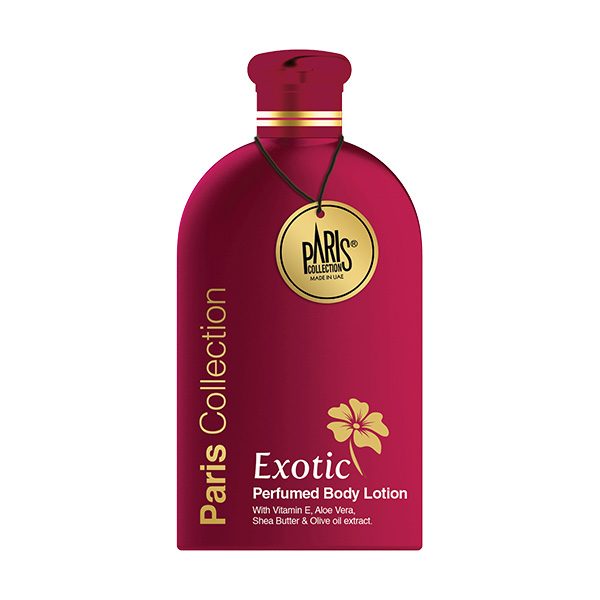 PARIS®
COLLECTION
MADE IN UAE
Paris Collection
Exotic
Perfumed Body Lotion
With Vitamin E, Aloe Vera,
Shea Butter & Olive oil extract.